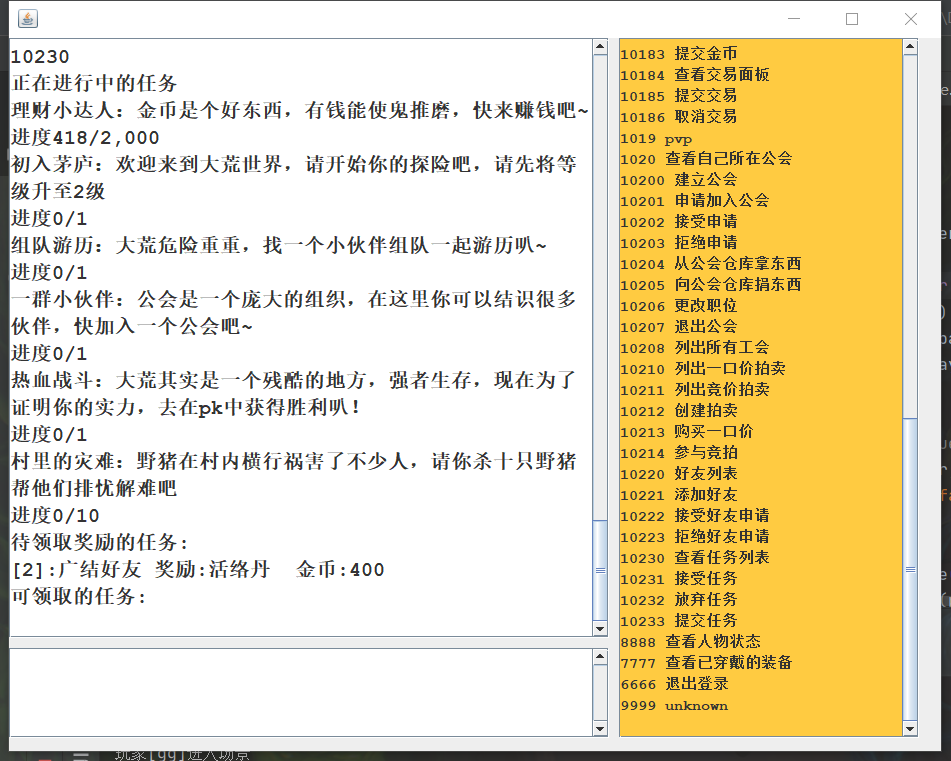 10230
正在进行中的任务
理财小达人：金币是个好东西，有钱能使鬼推磨，快来赚钱吧~
进度418/2,000
初入茅庐：欢迎来到大荒世界，请开始你的探险吧，请先将等
级升至2级
进度0/1
组队游历：大荒危险重重，找一个小伙伴组队一起游历叭~
进度0/1
一群小伙伴：公会是一个庞大的组织，在这里你可以结识很多
伙伴，快加入一个公会吧~
进度0/1
热血战斗：大荒其实是一个残酷的地方，强者生存，现在为了
证明你的实力，去在pk中获得胜利叭！
进度0/1
村里的灾难：野猪在村内横行祸害了不少人，请你杀十只野猪
帮他们排忧解难吧
进度0/10
待领取奖励的任务：
[2]:广结好友 奖励:活络丹  金币:400
可领取的任务：
10183 提交金币
10184 查看交易面板
10185 提交交易
10186 取消交易
1019 pvp
1020 查看自己所在公会
10200 建立公会
10201 申请加入公会
10202 接受申请
10203 拒绝申请
10204 从公会仓库拿东西
10205 向公会仓库捐东西
10206 更改职位
10207 退出公会
10208 列出所有工会
10210 列出一口价拍卖
10211 列出竞价拍卖
10212 创建拍卖
10213 购买一口价
10214 参与竞拍
10220 好友列表
10221 添加好友
10222 接受好友申请
10223 拒绝好友申请
10230 查看任务列表
10231 接受任务
10232 放弃任务
10233 提交任务
8888 查看人物状态
7777 查看已穿戴的装备
6666 退出登录
9999 unknown
玩家[qq]进入场景